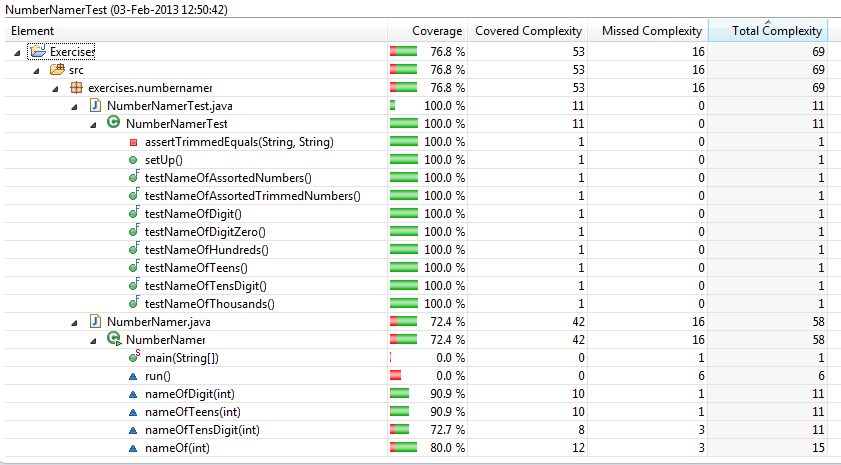 NumberNamerTest (03-Feb-2013 12:50:42)
Element Coverage Covered Complexity Missed Complexity Total Complexity
Exercises 76.8 % 53 16 69
src 76.8 % 53 16 69
exercises.numbernamer 76.8 % 53 16 69
NumberNamerTest.java 100.0 % 11 0 11
NumberNamerTest 100.0 % 11 0 11
assertTrimmedEquals(String, String) 100.0 % 1 0 1
setUp() 100.0 % 1 0 1
testNameOfAssortedNumbers() 100.0 % 1 0 1
testNameOfAssortedTrimmedNumbers() 100.0 % 1 0 1
testNameOfDigit() 100.0 % 1 0 1
testNameOfDigitZero() 100.0 % 1 0 1
testNameOfHundreds() 100.0 % 1 0 1
testNameOfTeens() 100.0 % 1 0 1
testNameOfTensDigit() 100.0 % 1 0 1
testNameOfThousands() 100.0 % 1 0 1
NumberNamer.java 72.4 % 42 16 58
NumberNamer 72.4 % 42 16 58
main(String[]) 0.0 % 0 1 1
run() 0.0 % 0 6 6
nameOfDigit(int) 90.9 % 10 1 11
nameOfTeens(int) 90.9 % 10 1 11
nameOfTensDigit(int) 72.7 % 8 3 11
nameOf(int) 80.0 % 12 3 15